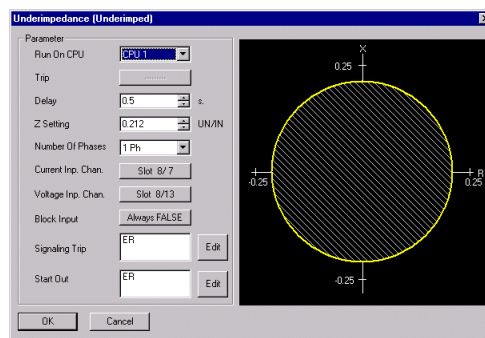 Underimpedance (Underimped)
Parameter
Run On CPU CPU 1
Trip ........
Delay 0.5 s.
Z Setting 0.212 UN/IN
Number Of Phases 1 Ph
Current Inp. Chan. Slot 8/ 7
Voltage Inp. Chan. Slot 8/13
Block Input Always FALSE
Signaling Trip ER Edit
Start Out ER Edit
OK Cancel
X
0.25
-0.25
R
0.25
-0.25